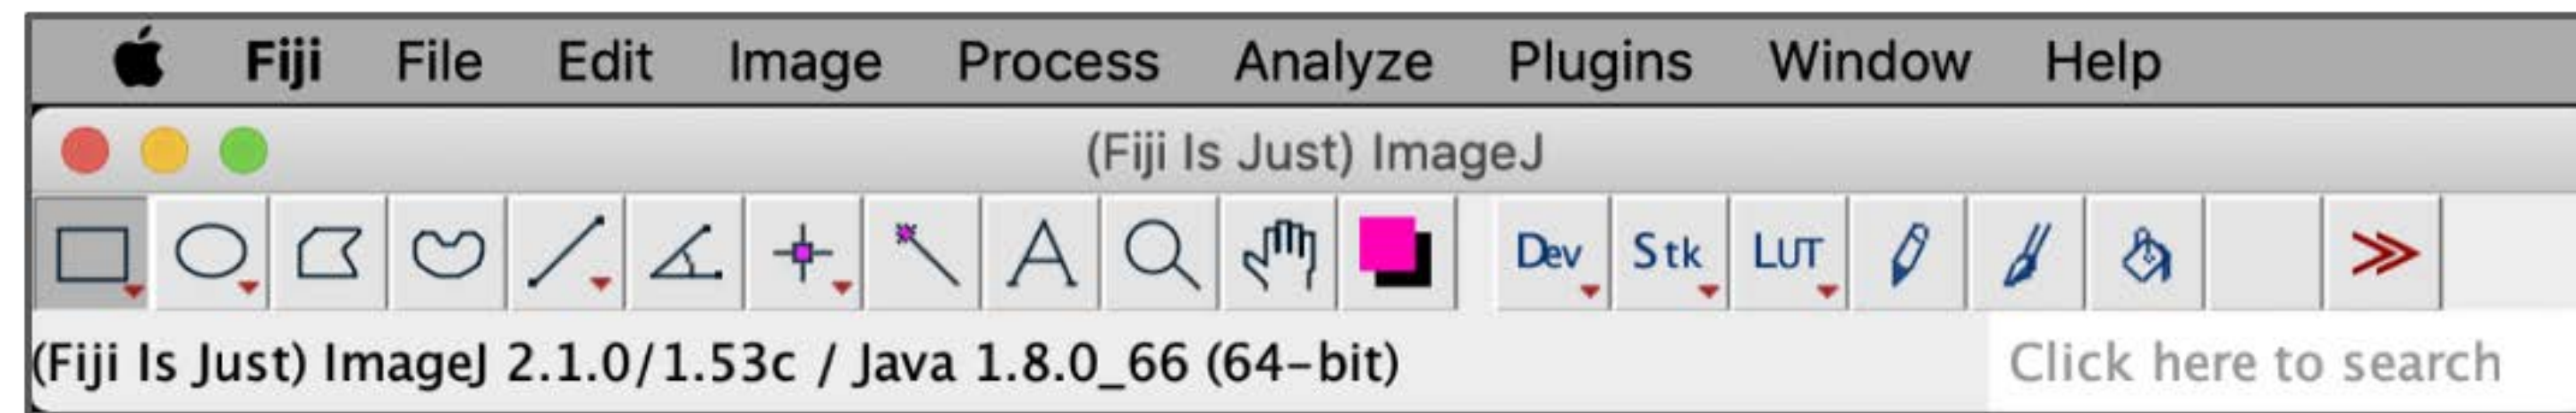 Fiji File Edit Image Process Analyze Plugins Window Help
(Fiji Is Just) ImageJ
A Dev Stk LUT
(Fiji Is Just) ImageJ 2.1.0/1.53c / Java 1.8.0_66 (64-bit) Click here to search